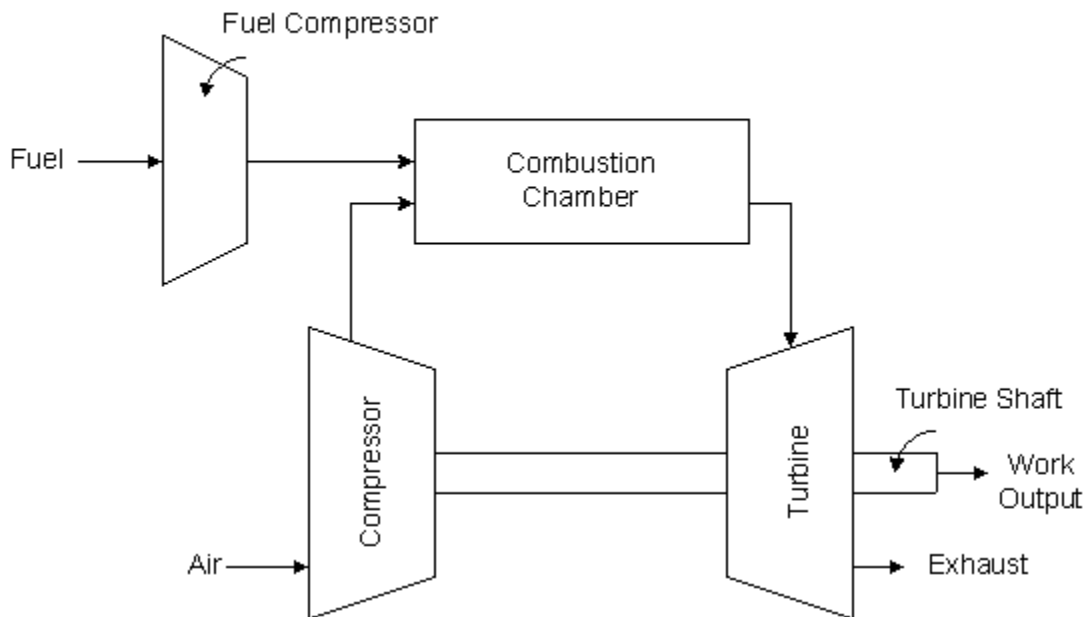 Fuel Compressor
Fuel
Combustion
Chamber
Compressor
Turbine
Turbine Shaft
Work
Output
Air
Exhaust